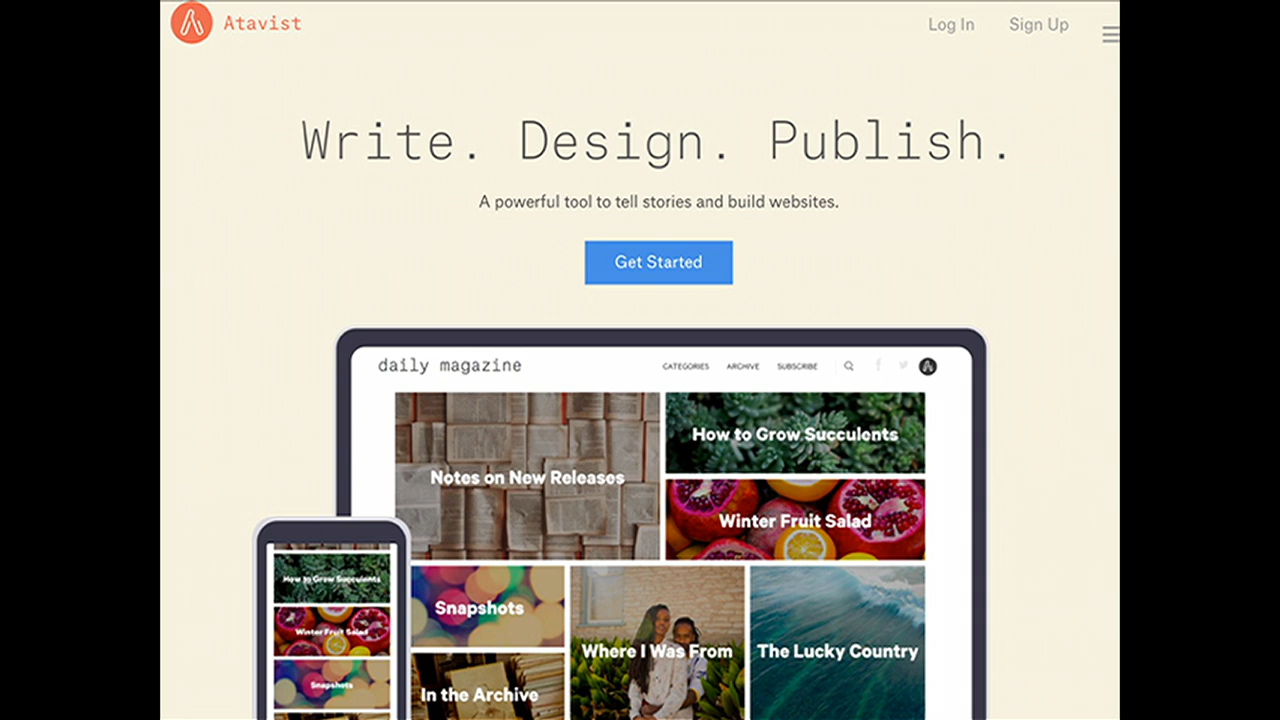 Atavist
Log In
Sign Up
Write. Design. Publish.
A powerful tool to tell stories and build websites.
Get Started
daily magazine
CATEGORIES
ARCHIVE
SUBSCRIBE
How to Grow Succulents
Notes on New Releases
Winter Fruit Salad
Snapshots
Where I Was From
The Lucky Country
In the Archive
How to Grow Succulents
Winter Fruit Salad
Snapshots